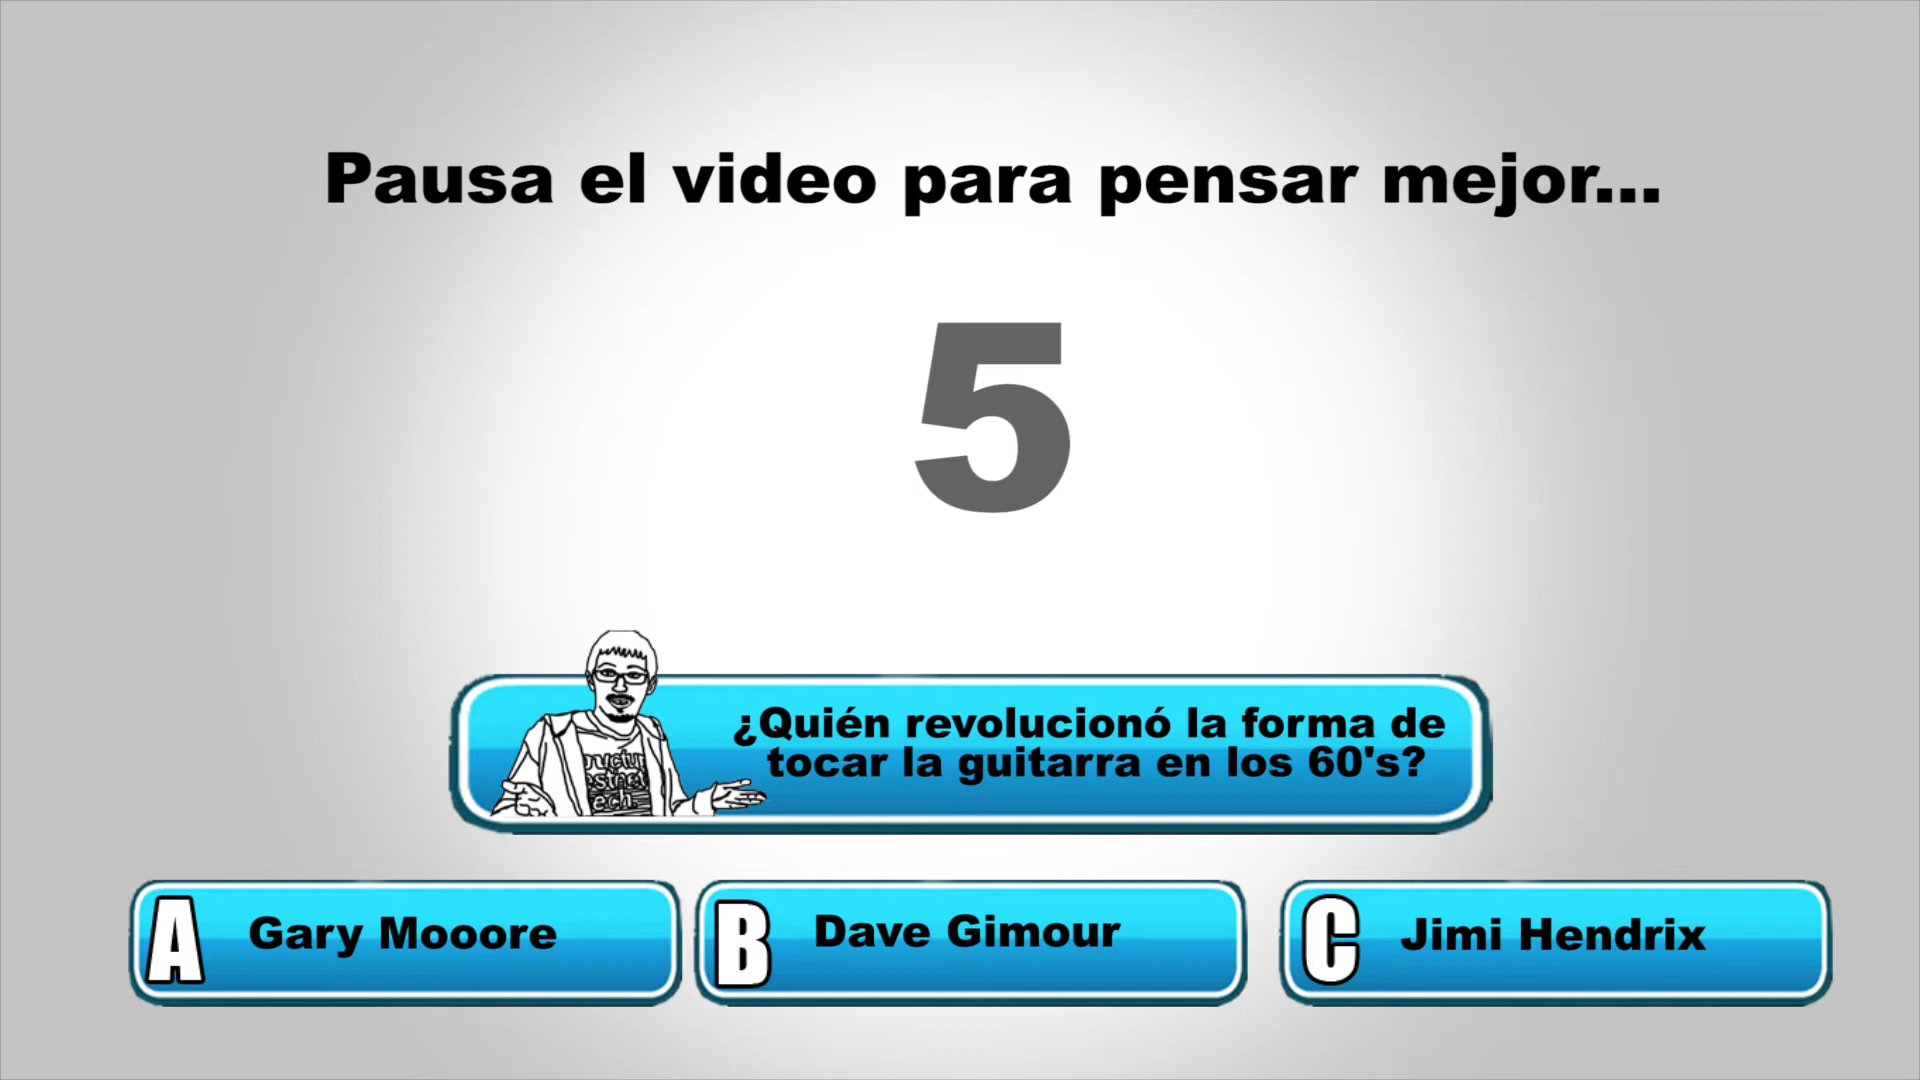 Pausa el video para pensar mejor...
5
¿Quién revolucionó la forma de
tocar la guitarra en los 60's?
A Gary Mooore
B Dave Gimour
C Jimi Hendrix